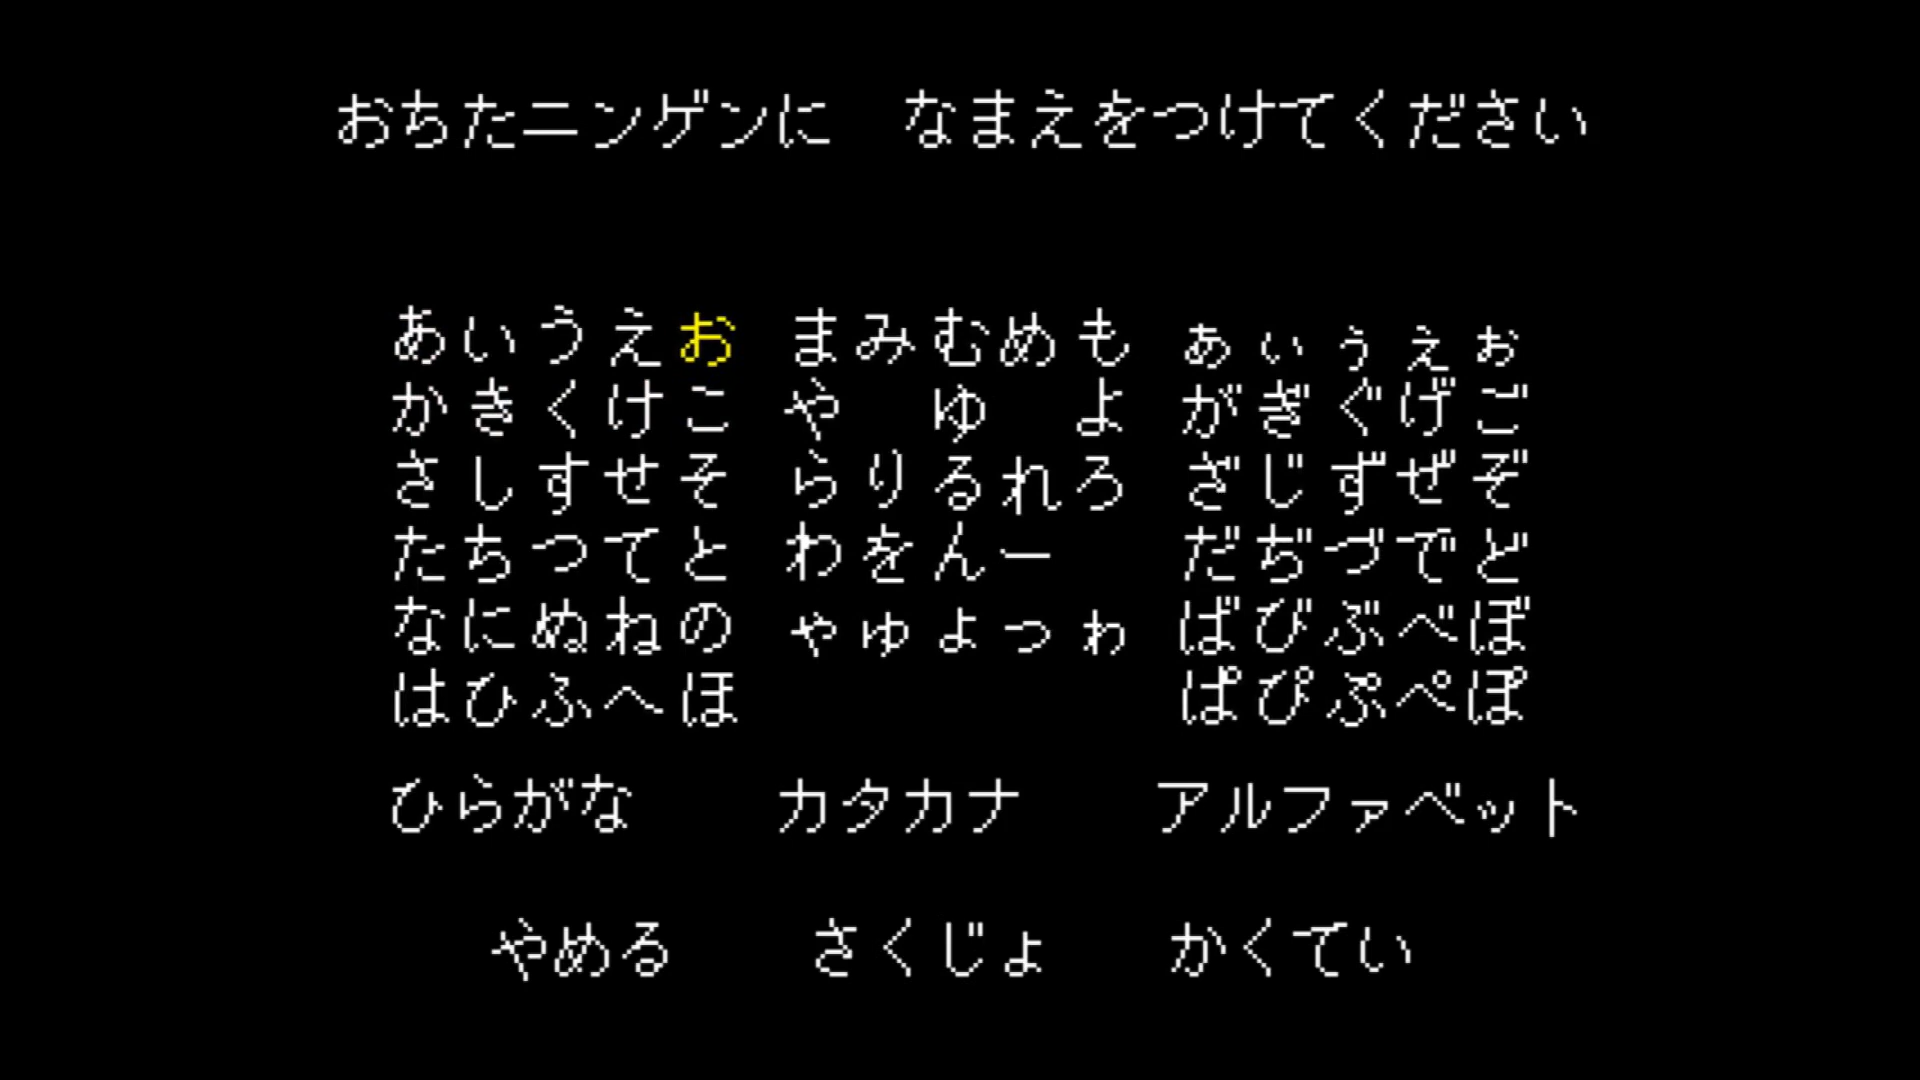 おちたニンゲンに　なまえをつけてください
あいうえお まみむめも ぁぃぅぇぉ
かきくけこ や　ゆ　よ がぎぐげご
さしすせそ らりるれろ ざじずぜぞ
たちつてと わをんー だぢづでど
なにぬねの ゃゅょっゎ ばびぶべぼ
はひふへほ ぱぴぷぺぽ
ひらがな カタカナ アルファベット
やめる さくじょ かくてい